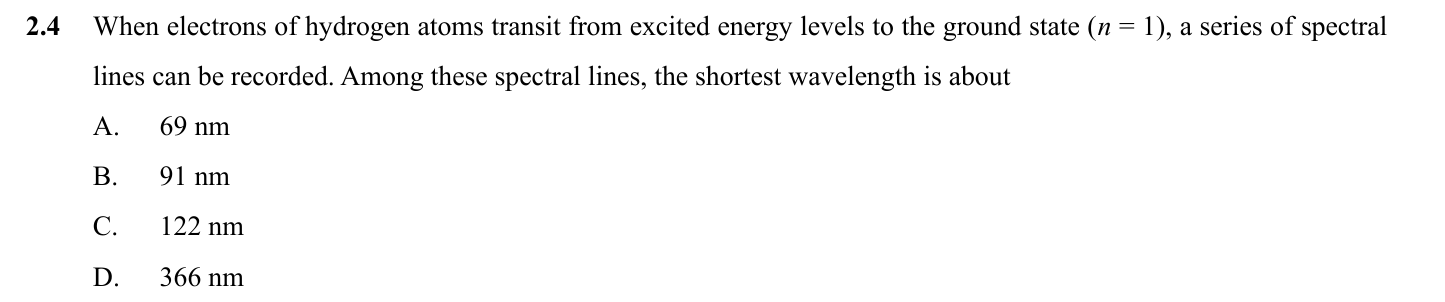 2.4 When electrons of hydrogen atoms transit from excited energy levels to the ground state (n = 1), a series of spectral
lines can be recorded. Among these spectral lines, the shortest wavelength is about
A. 69 nm
B. 91 nm
C. 122 nm
D. 366 nm